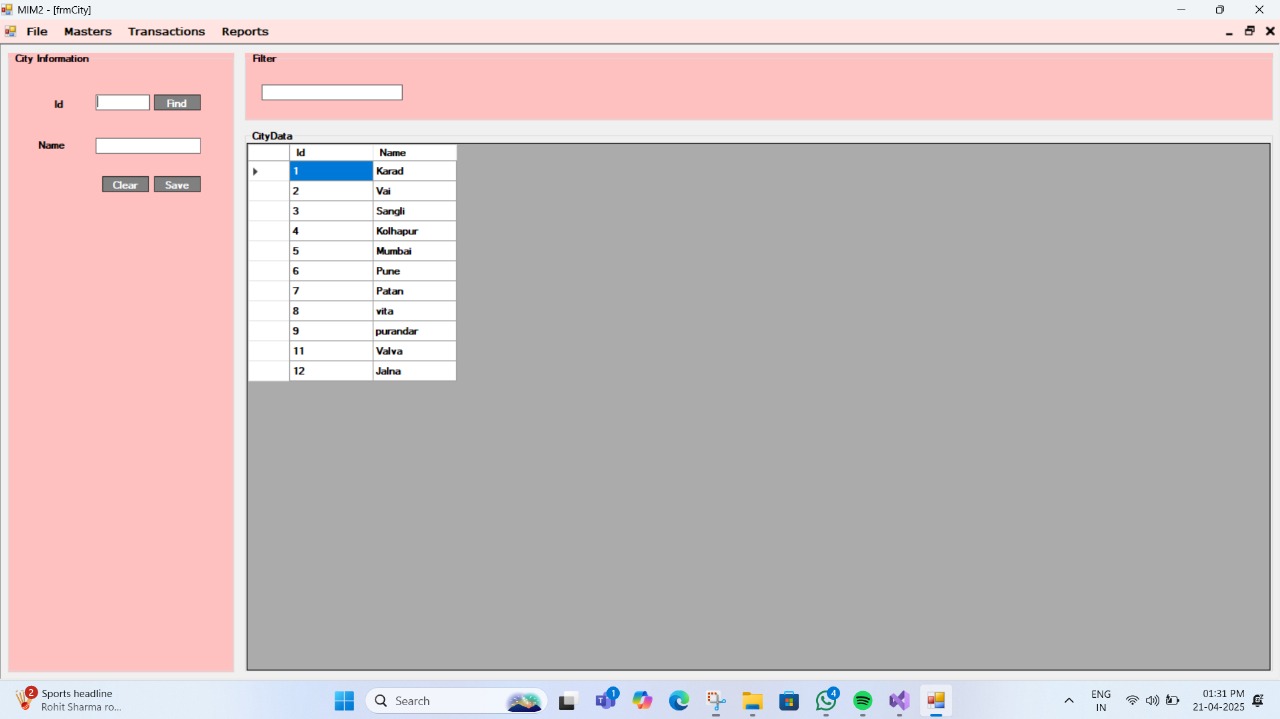 MIM2 - [frmCity]
File Masters Transactions Reports
City Information
Id Find
Name
Clear Save
Filter
CityData
Id Name
1 Karad
2 Vai
3 Sangli
4 Kolhapur
5 Mumbai
6 Pune
7 Patan
8 vita
9 purandar
11 Valva
12 Jalna
2 Sports headline
Rohit Sharma ro...
Search
1
4
ENG
IN
01:31 PM
21-04-2025